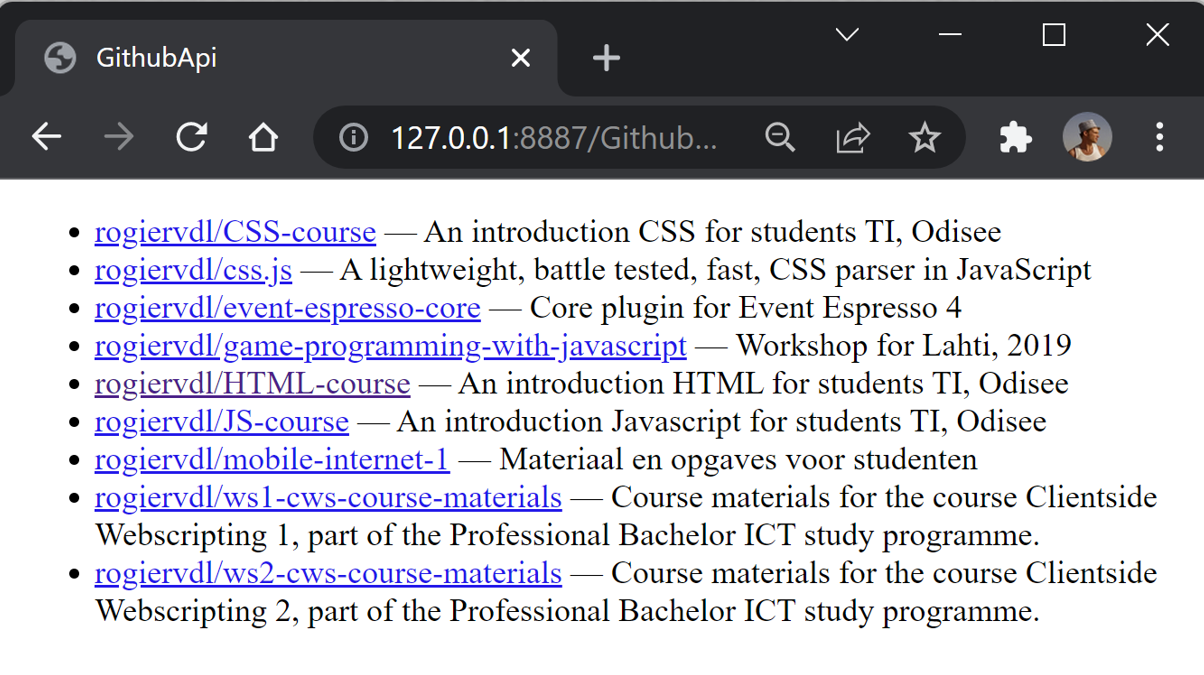 GithubApi
127.0.0.1:8887/Github...
rogiervdl/CSS-course — An introduction CSS for students TI, Odisee
rogiervdl/css.js — A lightweight, battle tested, fast, CSS parser in JavaScript
rogiervdl/event-espresso-core — Core plugin for Event Espresso 4
rogiervdl/game-programming-with-javascript — Workshop for Lahti, 2019
rogiervdl/HTML-course — An introduction HTML for students TI, Odisee
rogiervdl/JS-course — An introduction Javascript for students TI, Odisee
rogiervdl/mobile-internet-1 — Materiaal en opgaves voor studenten
rogiervdl/ws1-cws-course-materials — Course materials for the course Clientside
Webscripting 1, part of the Professional Bachelor ICT study programme.
rogiervdl/ws2-cws-course-materials — Course materials for the course Clientside
Webscripting 2, part of the Professional Bachelor ICT study programme.